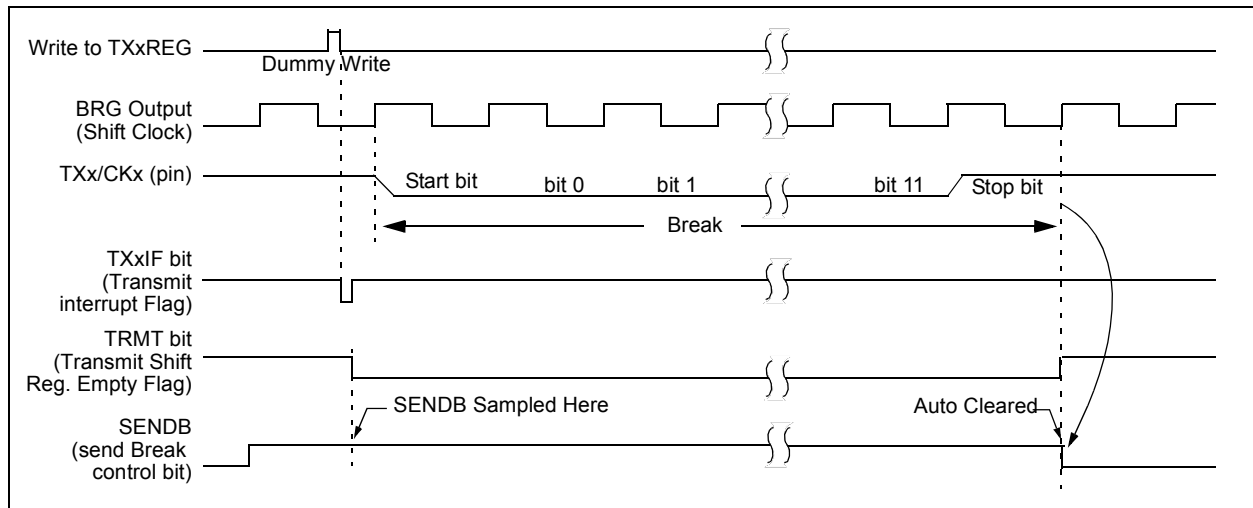 Write to TXxREG
Dummy Write
BRG Output
(Shift Clock)
TXx/CKx (pin)
Start bit bit 0 bit 1 bit 11 Stop bit
Break
TXxIF bit
(Transmit
interrupt Flag)
TRMT bit
(Transmit Shift
Reg. Empty Flag)
SENDB Sampled Here Auto Cleared
SENDB
(send Break
control bit)